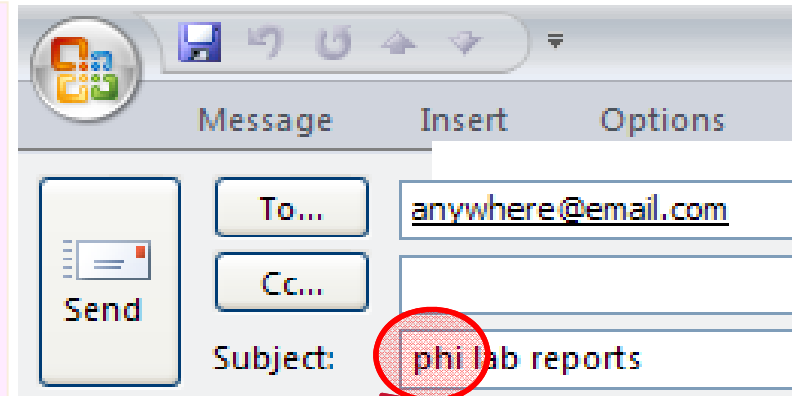 Message Insert Options
To... anywhere@email.com
Cc...
Send
Subject: phi lab reports